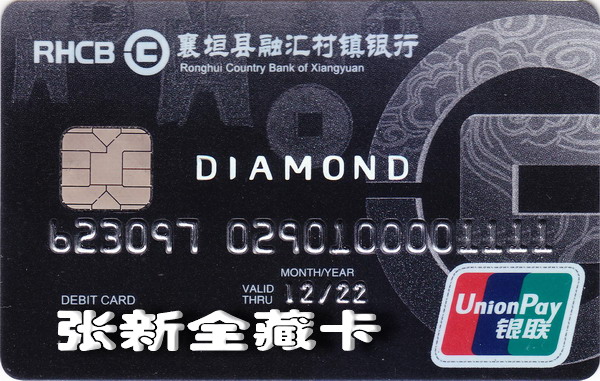 RHCB 襄垣县融汇村镇银行
Ronghui Country Bank of Xiangyuan
DIAMOND
623097 0290100001111
MONTH/YEAR
VALID THRU 12/22
DEBIT CARD
张新全藏卡
UnionPay
银联